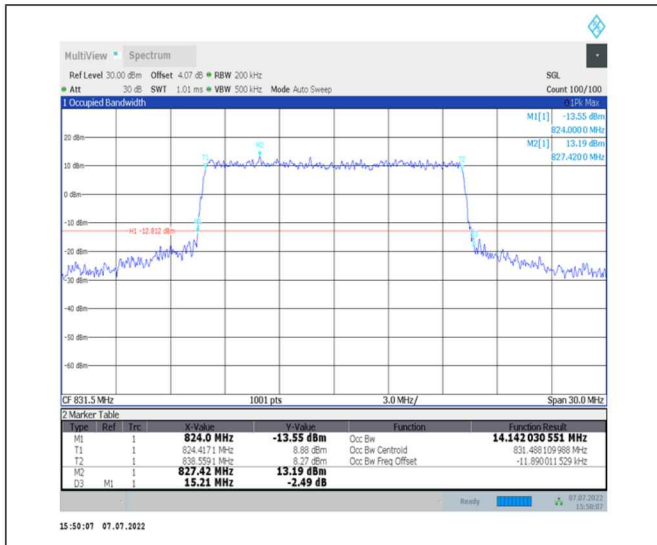 MultiView Spectrum
Ref Level 30.00 dBm Offset 4.07 dB RBW 200 kHz SGL
Att 30 dB SWT 1.01 ms VBW 500 kHz Mode Auto Sweep Count 100/100
1 Occupied Bandwidth 1Pk Max
M1[1] -13.55 dBm
824.0000 MHz
M2[1] 13.19 dBm
827.4200 MHz
20 dBm
M2
T1 T2
10 dBm
0 dBm
-10 dBm
H1 -12.812 dBm
-20 dBm
-30 dBm
-40 dBm
-50 dBm
-60 dBm
CF 831.5 MHz 1001 pts 3.0 MHz/ Span 30.0 MHz
2 Marker Table
Type Ref Trc X-Value Y-Value Function Function Result
M1 1 824.0 MHz -13.55 dBm Occ Bw 14.142 030 551 MHz
T1 1 824.4171 MHz 8.88 dBm Occ Bw Centroid 831.488 109 988 MHz
T2 1 838.5591 MHz 8.27 dBm Occ Bw Freq Offset -11.890 011 529 kHz
M2 1 827.42 MHz 13.19 dBm
D3 M1 1 15.21 MHz -2.49 dB
Ready 07.07.2022
15:50:07
15:50:07 07.07.2022